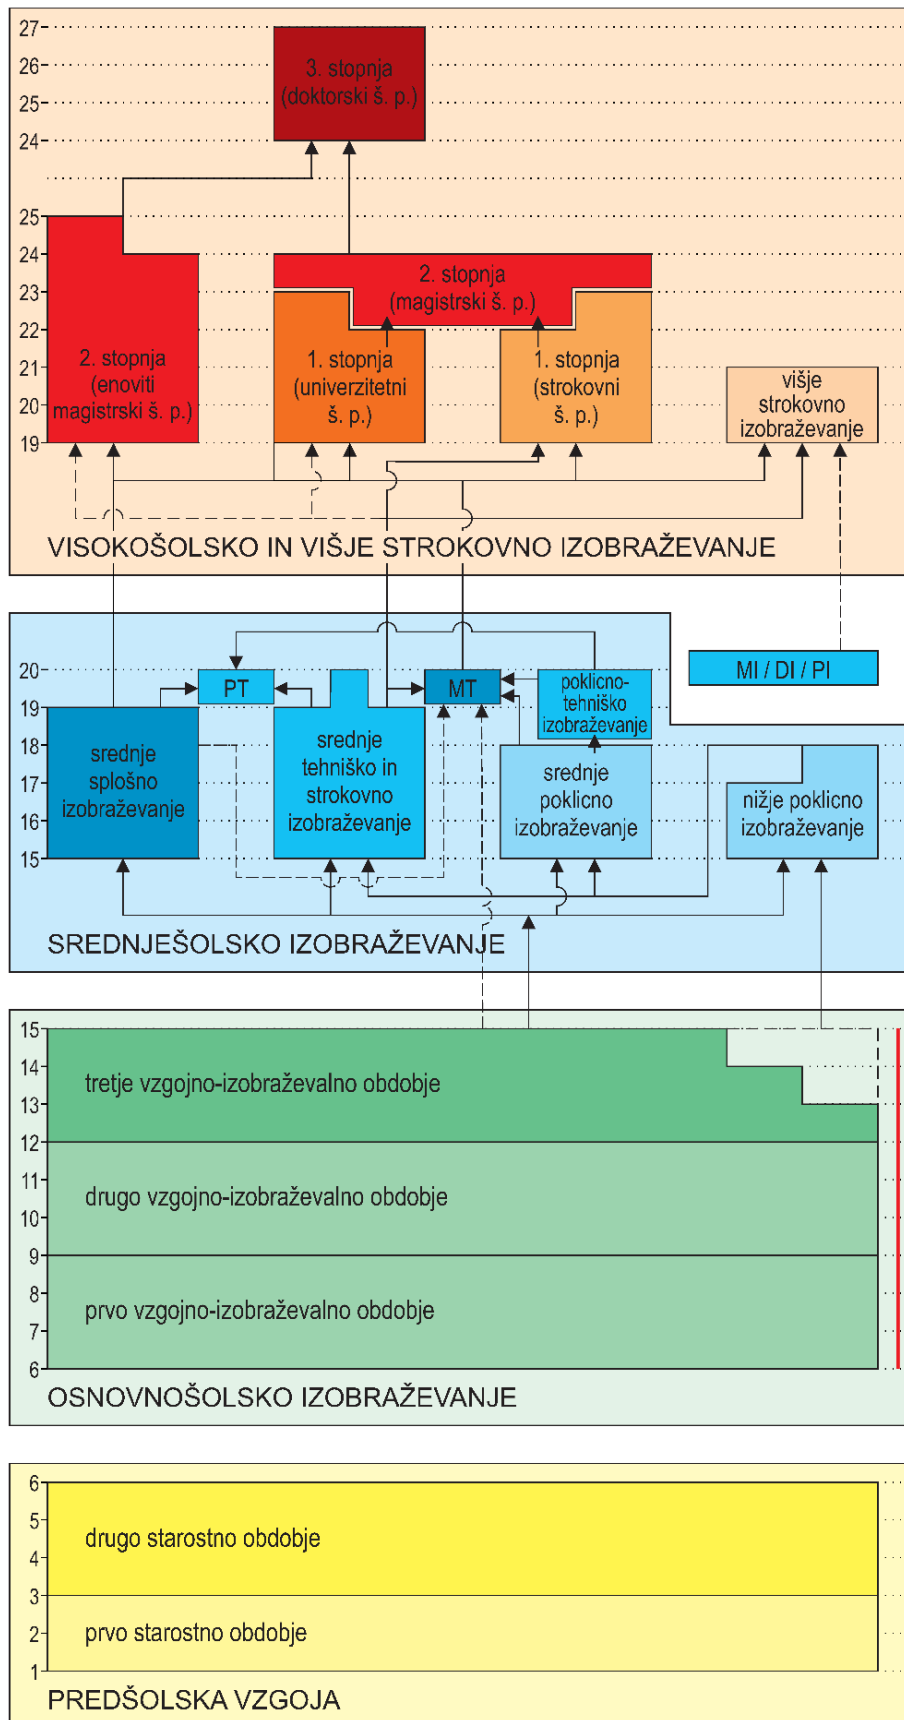 27
26
25
24
3. stopnja
(doktorski š. p.)
25
24
23
22
21
20
19
2. stopnja
(magistrski š. p.)
2. stopnja
(enoviti
magistrski š. p.)
1. stopnja
(univerzitetni
š. p.)
1. stopnja
(strokovni
š. p.)
višje
strokovno
izobraževanje
VISOKOŠOLSKO IN VIŠJE STROKOVNO IZOBRAŽEVANJE
MI / DI / PI
20
19
18
17
16
15
PT
MT
poklicno-
tehniško
izobraževanje
srednje
splošno
izobraževanje
srednje
tehniško in
strokovno
izobraževanje
srednje
poklicno
izobraževanje
nižje poklicno
izobraževanje
SREDNJEŠOLSKO IZOBRAŽEVANJE
15
14
13
12
11
10
9
8
7
6
tretje vzgojno-izobraževalno obdobje
drugo vzgojno-izobraževalno obdobje
prvo vzgojno-izobraževalno obdobje
OSNOVNOŠOLSKO IZOBRAŽEVANJE
6
5
4
3
2
1
drugo starostno obdobje
prvo starostno obdobje
PREDŠOLSKA VZGOJA